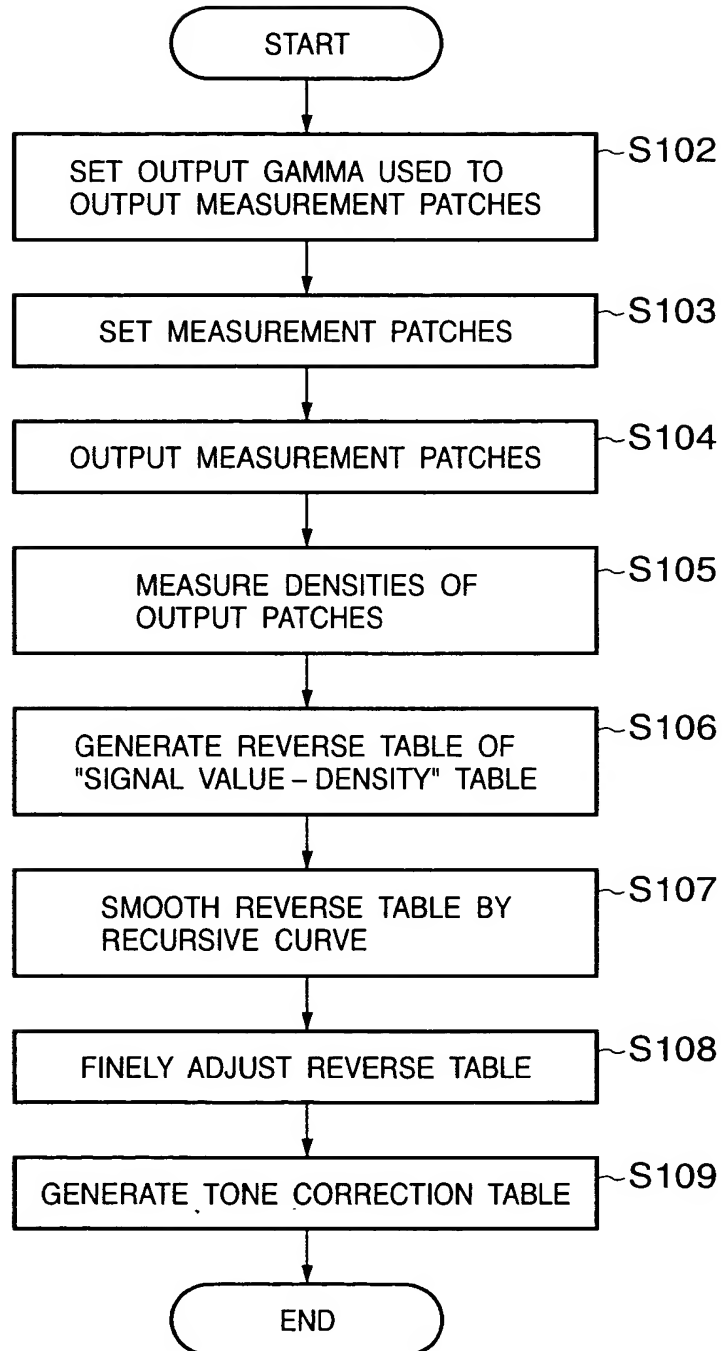 START
SET OUTPUT GAMMA USED TO
OUTPUT MEASUREMENT PATCHES
S102
SET MEASUREMENT PATCHES
S103
OUTPUT MEASUREMENT PATCHES
S104
MEASURE DENSITIES OF
OUTPUT PATCHES
S105
GENERATE REVERSE TABLE OF
"SIGNAL VALUE – DENSITY" TABLE
S106
SMOOTH REVERSE TABLE BY
RECURSIVE CURVE
S107
FINELY ADJUST REVERSE TABLE
S108
GENERATE TONE CORRECTION TABLE
S109
END